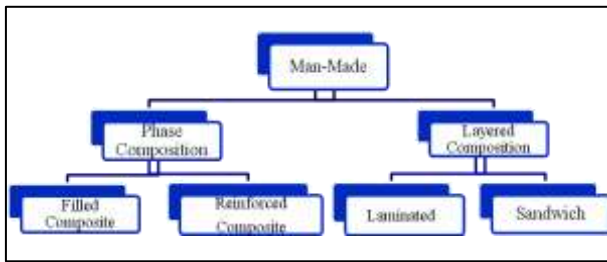 Man-Made
Phase
Composition
Layered
Composition
Filled
Composite
Reinforced
Composite
Laminated
Sandwich